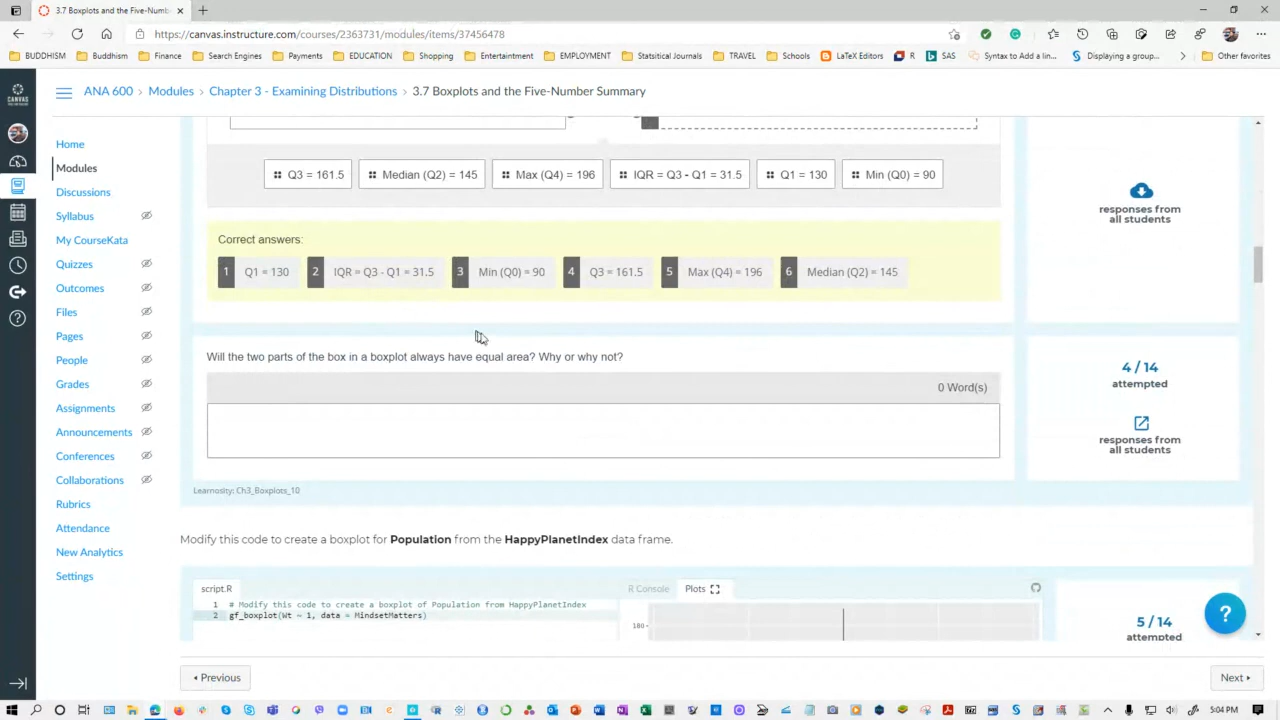 3.7 Boxplots and the Five-Numb
https://canvas.instructure.com/courses/2363731/modules/items/37456478
BUDDHISM
Buddhism
Finance
Search Engines
Payments
EDUCATION
Shopping
Entertainment
EMPLOYMENT
Statsitical Journals
TRAVEL
Schools
LaTeX Editors
R
SAS
Syntax to Add a lin...
Displaying a group...
Other favorites
CANVAS
ANA 600 › Modules › Chapter 3 - Examining Distributions › 3.7 Boxplots and the Five-Number Summary
Home
Modules
Discussions
Syllabus
My CourseKata
Quizzes
Outcomes
Files
Pages
People
Grades
Assignments
Announcements
Conferences
Collaborations
Rubrics
Attendance
New Analytics
Settings
Q3 = 161.5
Median (Q2) = 145
Max (Q4) = 196
IQR = Q3 - Q1 = 31.5
Q1 = 130
Min (Q0) = 90
responses from
all students
Correct answers:
1 Q1 = 130
2 IQR = Q3 - Q1 = 31.5
3 Min (Q0) = 90
4 Q3 = 161.5
5 Max (Q4) = 196
6 Median (Q2) = 145
Will the two parts of the box in a boxplot always have equal area? Why or why not?
0 Word(s)
4 / 14
attempted
responses from
all students
Learnosity: Ch3_Boxplots_10
Modify this code to create a boxplot for Population from the HappyPlanetIndex data frame.
script.R
R Console
Plots
1 # Modify this code to create a boxplot of Population from HappyPlanetIndex
2 gf_boxplot(Wt ~ 1, data = MindsetMatters)
180
5 / 14
attempted
?
◂ Previous
Next ▸
5:04 PM